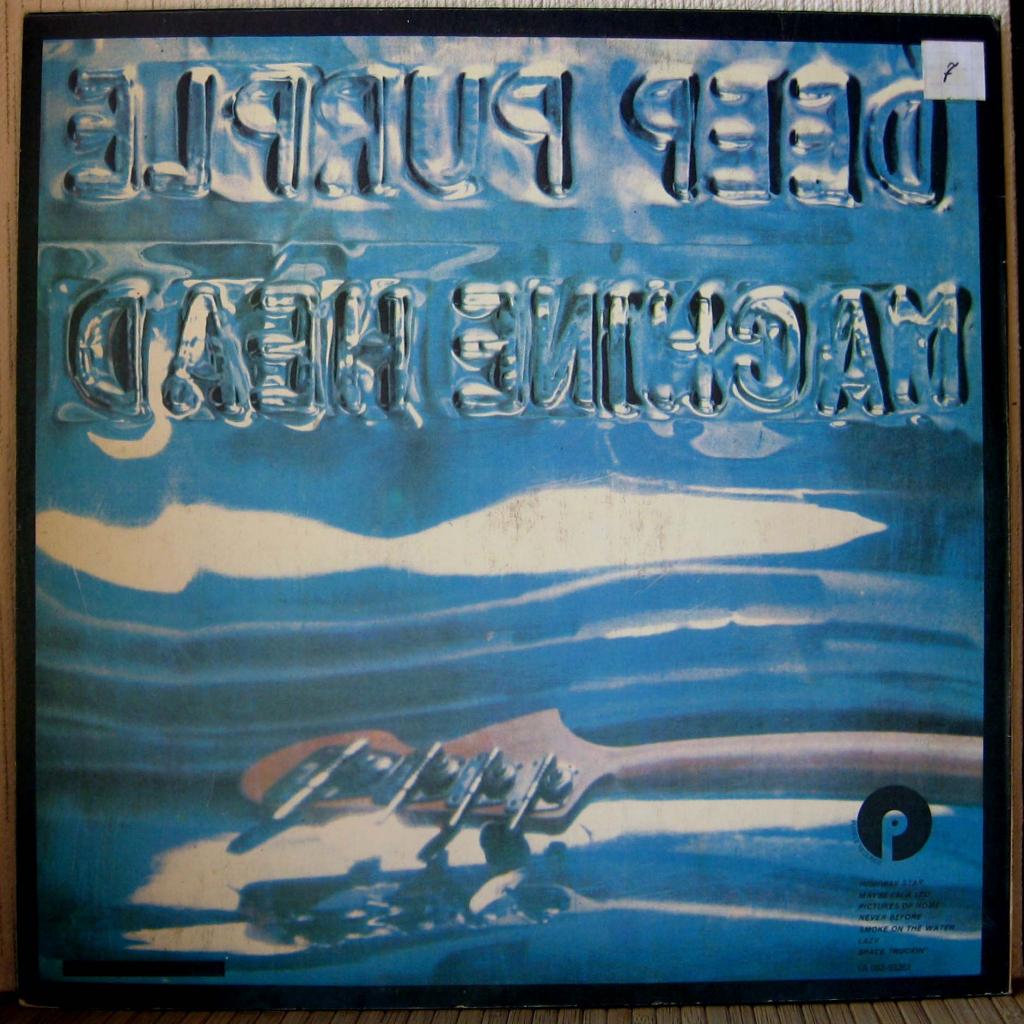 DEEP PURPLE
MACHINE HEAD
7
P
HIGHWAY STAR
MAYBE I'M A LEO
PICTURES OF HOME
NEVER BEFORE
SMOKE ON THE WATER
LAZY
SPACE TRUCKIN'